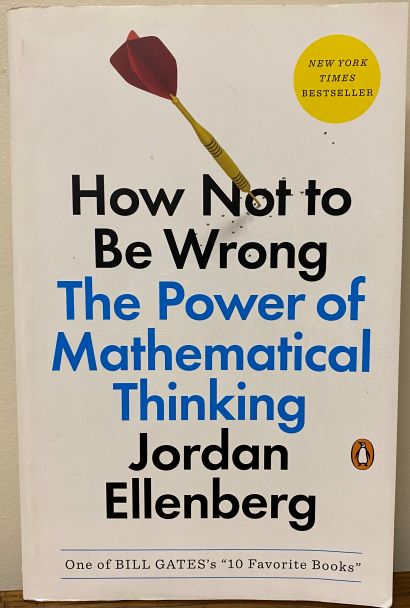 NEW YORK
TIMES
BESTSELLER
How Not to
Be Wrong
The Power of
Mathematical
Thinking
Jordan
Ellenberg
One of BILL GATES's "10 Favorite Books"